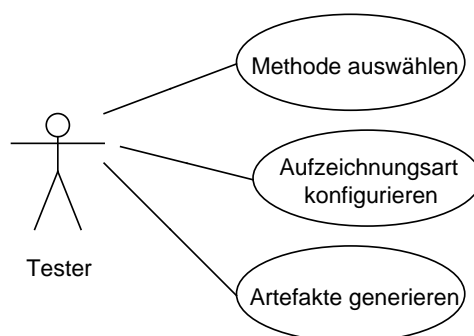 Methode auswählen
Aufzeichnungsart
konfigurieren
Tester
Artefakte generieren